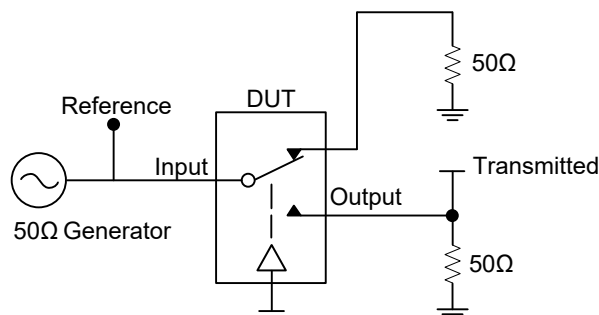 50Ω
Reference
DUT
Input
Transmitted
Output
50Ω Generator
50Ω